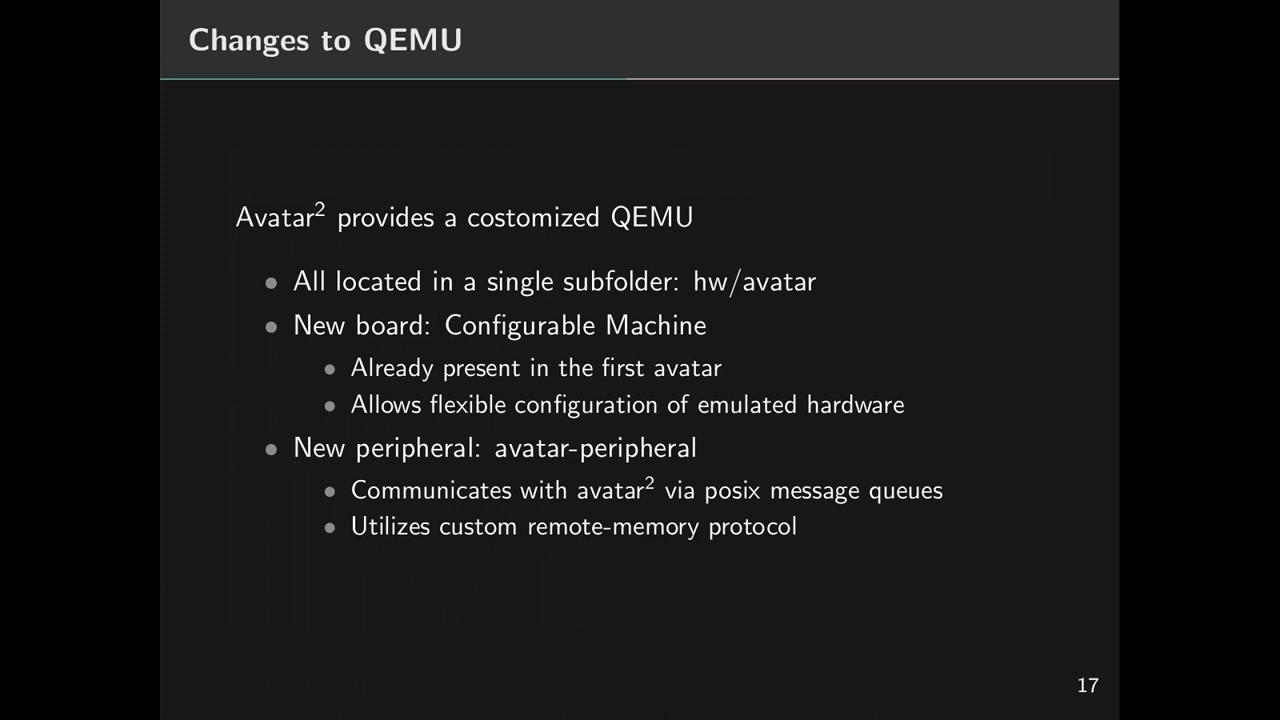 Changes to QEMU
Avatar² provides a costomized QEMU
• All located in a single subfolder: hw/avatar
• New board: Configurable Machine
• Already present in the first avatar
• Allows flexible configuration of emulated hardware
• New peripheral: avatar-peripheral
• Communicates with avatar² via posix message queues
• Utilizes custom remote-memory protocol
17